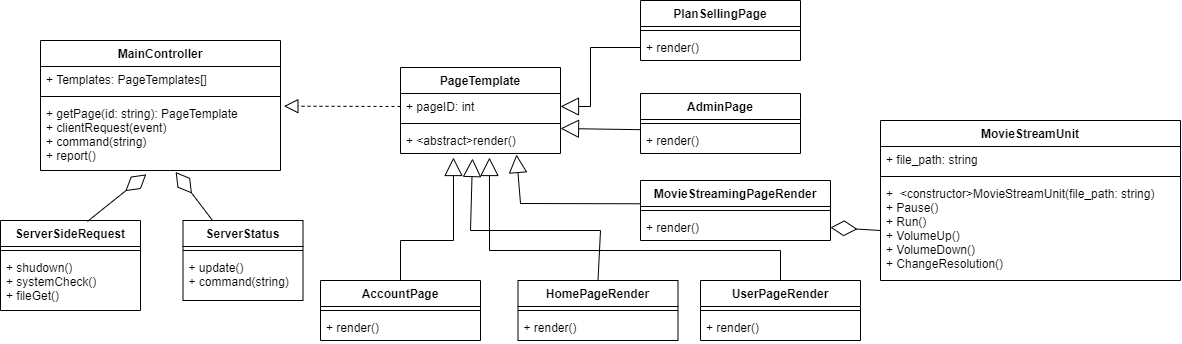 PlanSellingPage
+ render()
MainController
+ Templates: PageTemplates[]
+ getPage(id: string): PageTemplate
+ clientRequest(event)
+ command(string)
+ report()
PageTemplate
+ pageID: int
+ <abstract>render()
AdminPage
+ render()
MovieStreamUnit
+ file_path: string
+ <constructor>MovieStreamUnit(file_path: string)
+ Pause()
+ Run()
+ VolumeUp()
+ VolumeDown()
+ ChangeResolution()
MovieStreamingPageRender
+ render()
ServerSideRequest
+ shudown()
+ systemCheck()
+ fileGet()
ServerStatus
+ update()
+ command(string)
AccountPage
+ render()
HomePageRender
+ render()
UserPageRender
+ render()